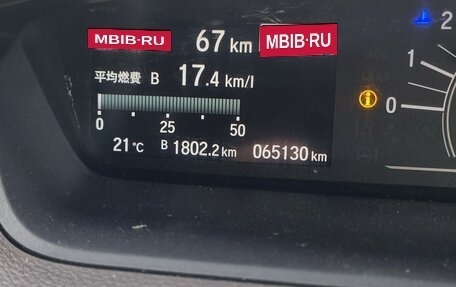 MBIB-RU 67 km MBIB-RU
平均燃費 B 17.4 km/l
0 25 50
21 ℃ B 1802.2 km 065130 km
2
1
0